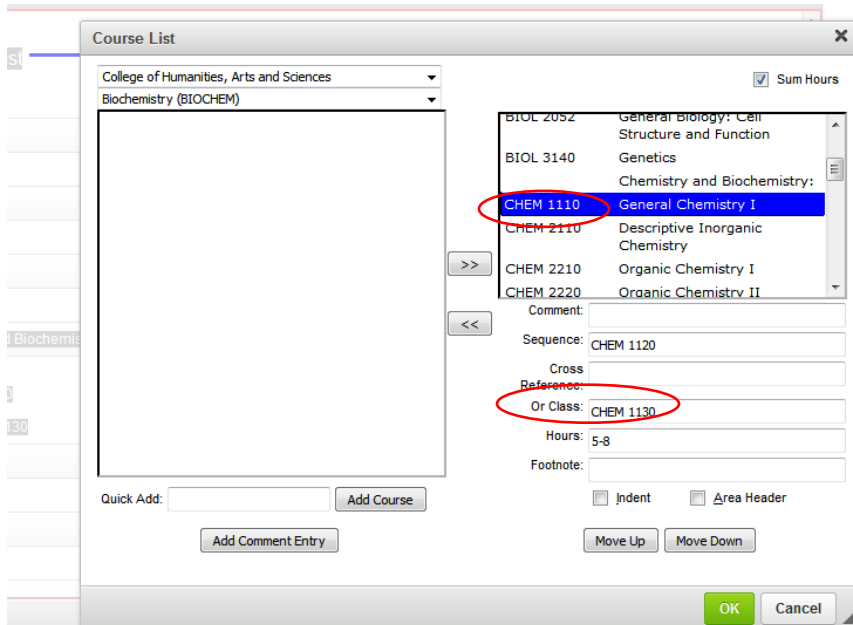 Course List
st
College of Humanities, Arts and Sciences
Biochemistry (BIOCHEM)
Sum Hours
BIOL 2052 General Biology: Cell
Structure and Function
BIOL 3140 Genetics
Chemistry and Biochemistry:
CHEM 1110 General Chemistry I
CHEM 2110 Descriptive Inorganic
Chemistry
CHEM 2210 Organic Chemistry I
CHEM 2220 Organic Chemistry II
>>
<<
Comment:
Sequence: CHEM 1120
Cross
Reference:
Or Class: CHEM 1130
Hours: 5-8
Footnote:
d Biochemis
130
Quick Add:
Add Course
Indent
Area Header
Add Comment Entry
Move Up
Move Down
OK
Cancel